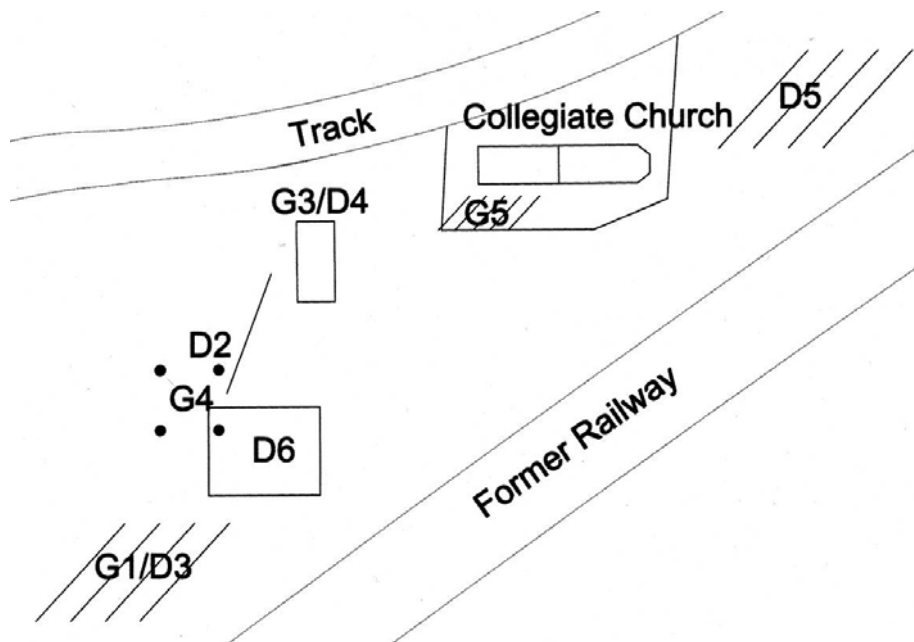 D5
Collegiate Church
Track
G3/D4
G5
D2
G4
D6
Former Railway
G1/D3